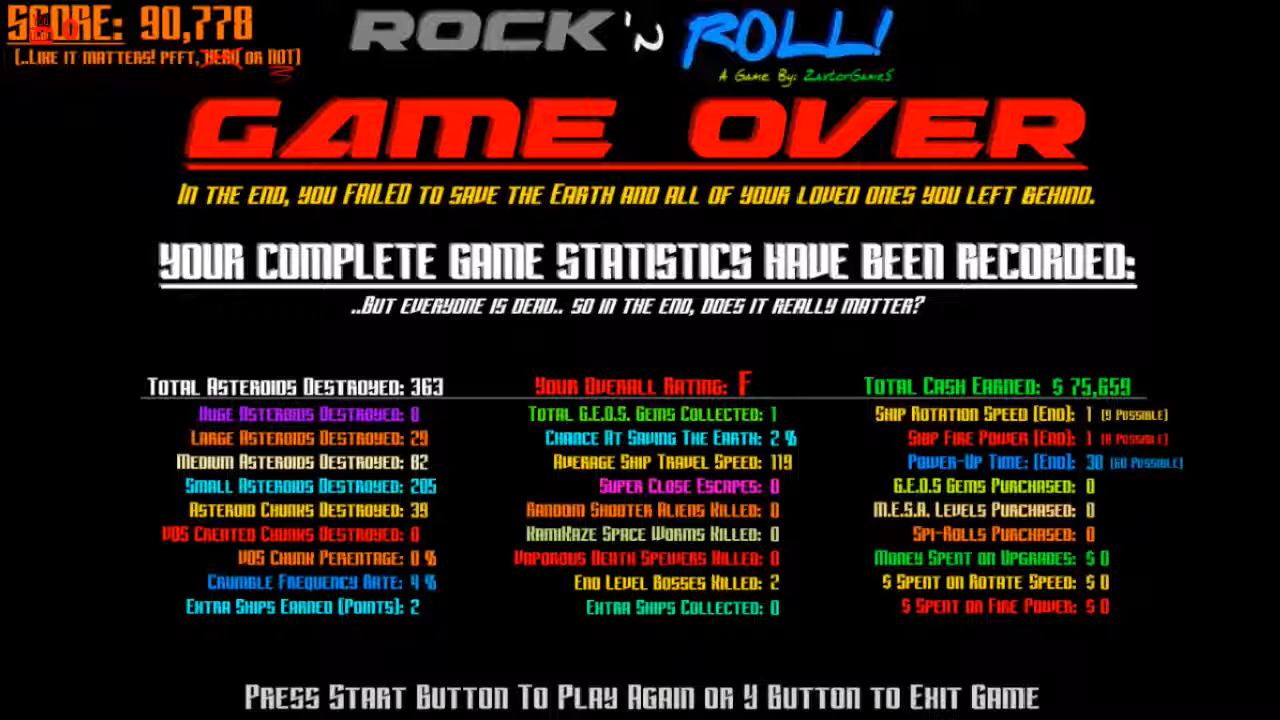 SCORE: 90,778
(..LIKE IT MATTERS! PFFT, HERO OR NOT)
ROCK 'N ROLL!
A GAME BY: ZAVTORGAMES
GAME OVER
IN THE END, YOU FAILED TO SAVE THE EARTH AND ALL OF YOUR LOVED ONES YOU LEFT BEHIND.
YOUR COMPLETE GAME STATISTICS HAVE BEEN RECORDED:
..BUT EVERYONE IS DEAD.. SO IN THE END, DOES IT REALLY MATTER?
TOTAL ASTEROIDS DESTROYED: 363
HUGE ASTEROIDS DESTROYED: 0
LARGE ASTEROIDS DESTROYED: 29
MEDIUM ASTEROIDS DESTROYED: 82
SMALL ASTEROIDS DESTROYED: 205
ASTEROID CHUNKS DESTROYED: 39
VDS CREATED CHUNKS DESTROYED: 0
VDS CHUNK PERENTAGE: 0 %
CRUMBLE FREQUENCY RATE: 4 %
EXTRA SHIPS EARNED (POINTS): 2
YOUR OVERALL RATING: F
TOTAL G.E.O.S. GEMS COLLECTED: 1
CHANCE AT SAVING THE EARTH: 2 %
AVERAGE SHIP TRAVEL SPEED: 119
SUPER CLOSE ESCAPES: 0
RANDOM SHOOTER ALIENS KILLED: 0
KAMIKAZE SPACE WORMS KILLED: 0
VAPOROUS DEATH SPEWERS KILLED: 0
END LEVEL BOSSES KILLED: 2
EXTRA SHIPS COLLECTED: 0
TOTAL CASH EARNED: $ 75,659
SHIP ROTATION SPEED (END): 1 (9 POSSIBLE)
SHIP FIRE POWER (END): 1 (8 POSSIBLE)
POWER-UP TIME: (END): 30 (60 POSSIBLE)
G.E.O.S GEMS PURCHASED: 0
M.E.S.A. LEVELS PURCHASED: 0
SPI-ROLLS PURCHASED: 0
MONEY SPENT ON UPGRADES: $ 0
$ SPENT ON ROTATE SPEED: $ 0
$ SPENT ON FIRE POWER: $ 0
PRESS START BUTTON TO PLAY AGAIN OR Y BUTTON TO EXIT GAME